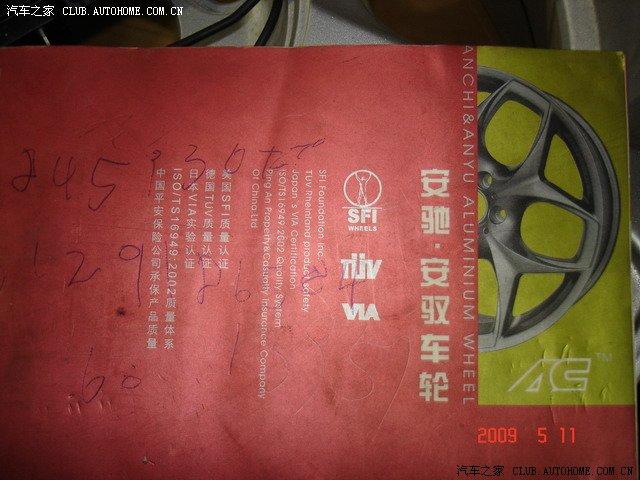 汽车之家 CLUB.AUTOHOME.COM.CN
ANCHI&ANYU ALUMINIUM WHEEL
安驰·安驭车轮
AC™
SFI
WHEELS
TÜV
VIA
SFI Foundation Inc.
TUV rheinland product safety
Japan's VIA Certification
ISO/TS16949:2002 Quality System
Ping An Property&Casualty Insurance Company
Of China.Ltd
美国SFI质量认证
德国TUV质量认证
日本VIA实验认证
ISO/TS16949:2002质量体系
中国平安保险公司承保产品质量
2009 5 11
汽车之家 CLUB.AUTOHOME.COM.CN